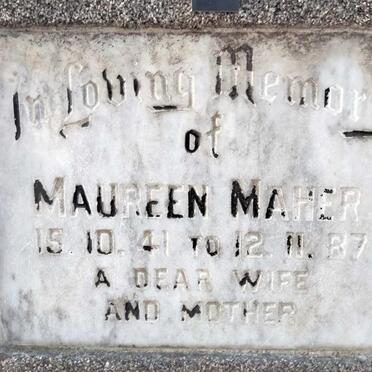 In Loving Memory
of
MAUREEN MAHER
15. 10. 41 TO 12. 11. 87
A DEAR WIFE
AND MOTHER